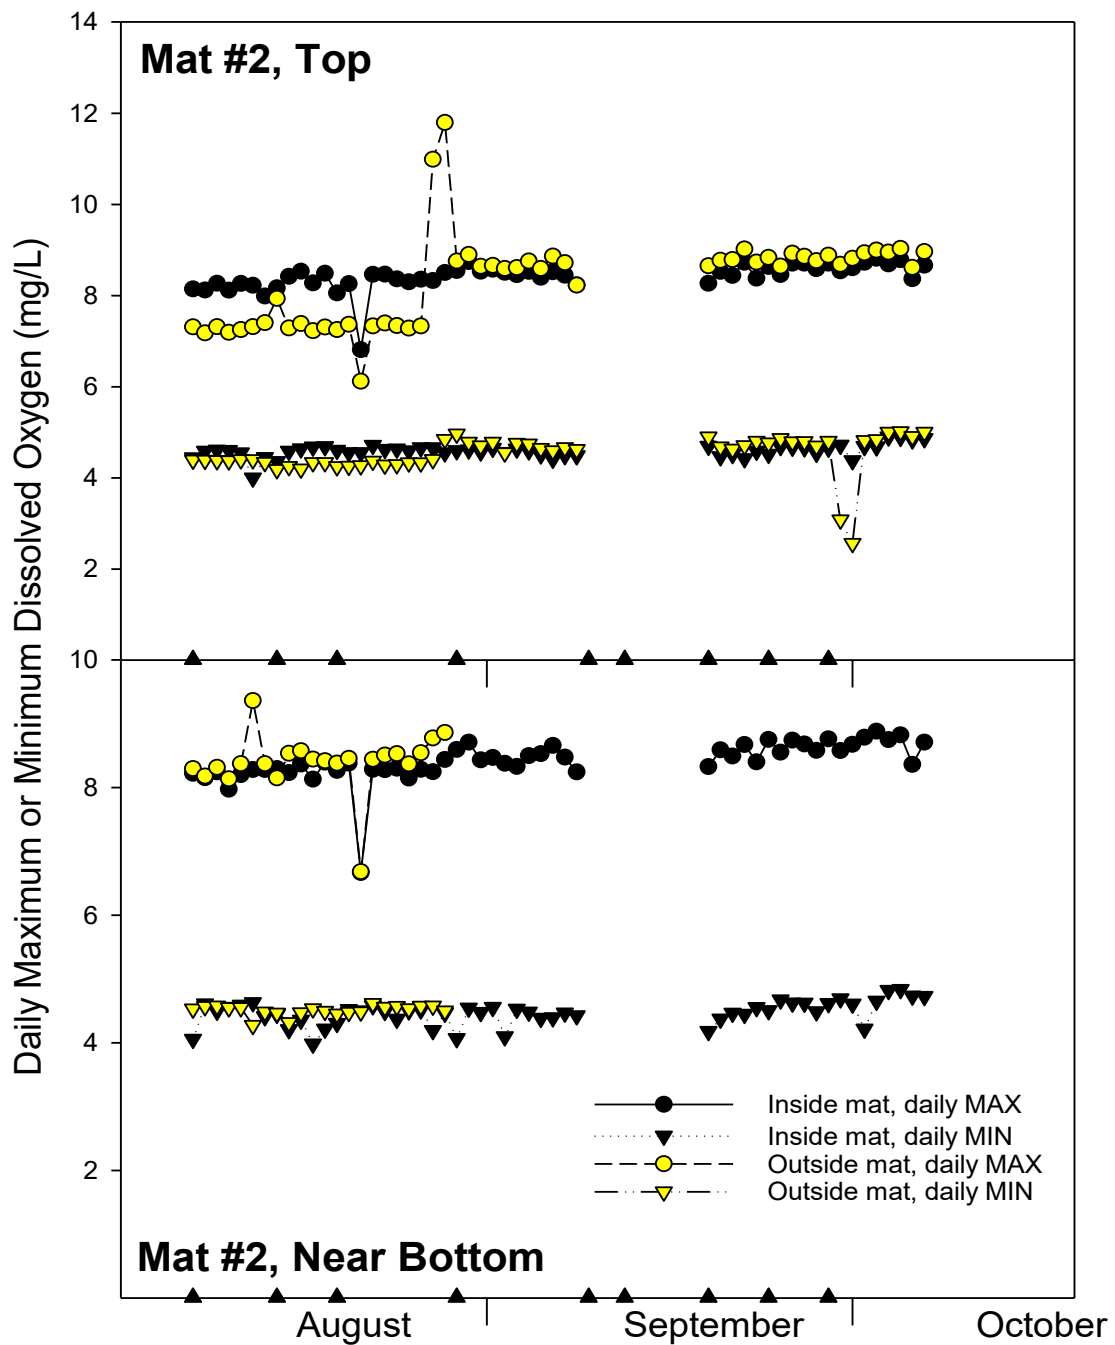 Mat #2, Top
Daily Maximum or Minimum Dissolved Oxygen (mg/L)
14
12
10
8
6
4
2
10
8
6
4
2
Inside mat, daily MAX
Inside mat, daily MIN
Outside mat, daily MAX
Outside mat, daily MIN
Mat #2, Near Bottom
August
September
October